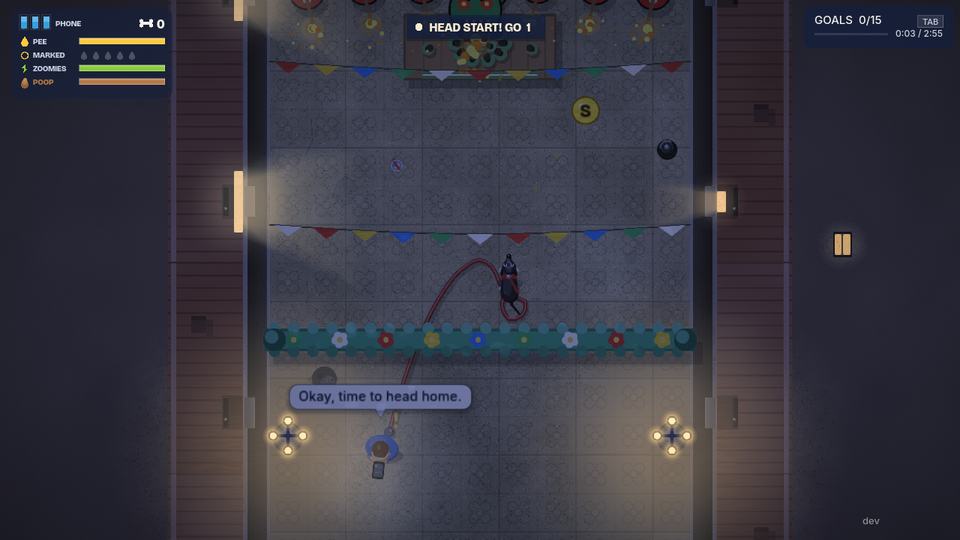 PHONE
0
PEE
MARKED
ZOOMIES
POOP
HEAD START! GO 1
GOALS 0/15
TAB
0:03 / 2:55
S
Okay, time to head home.
dev